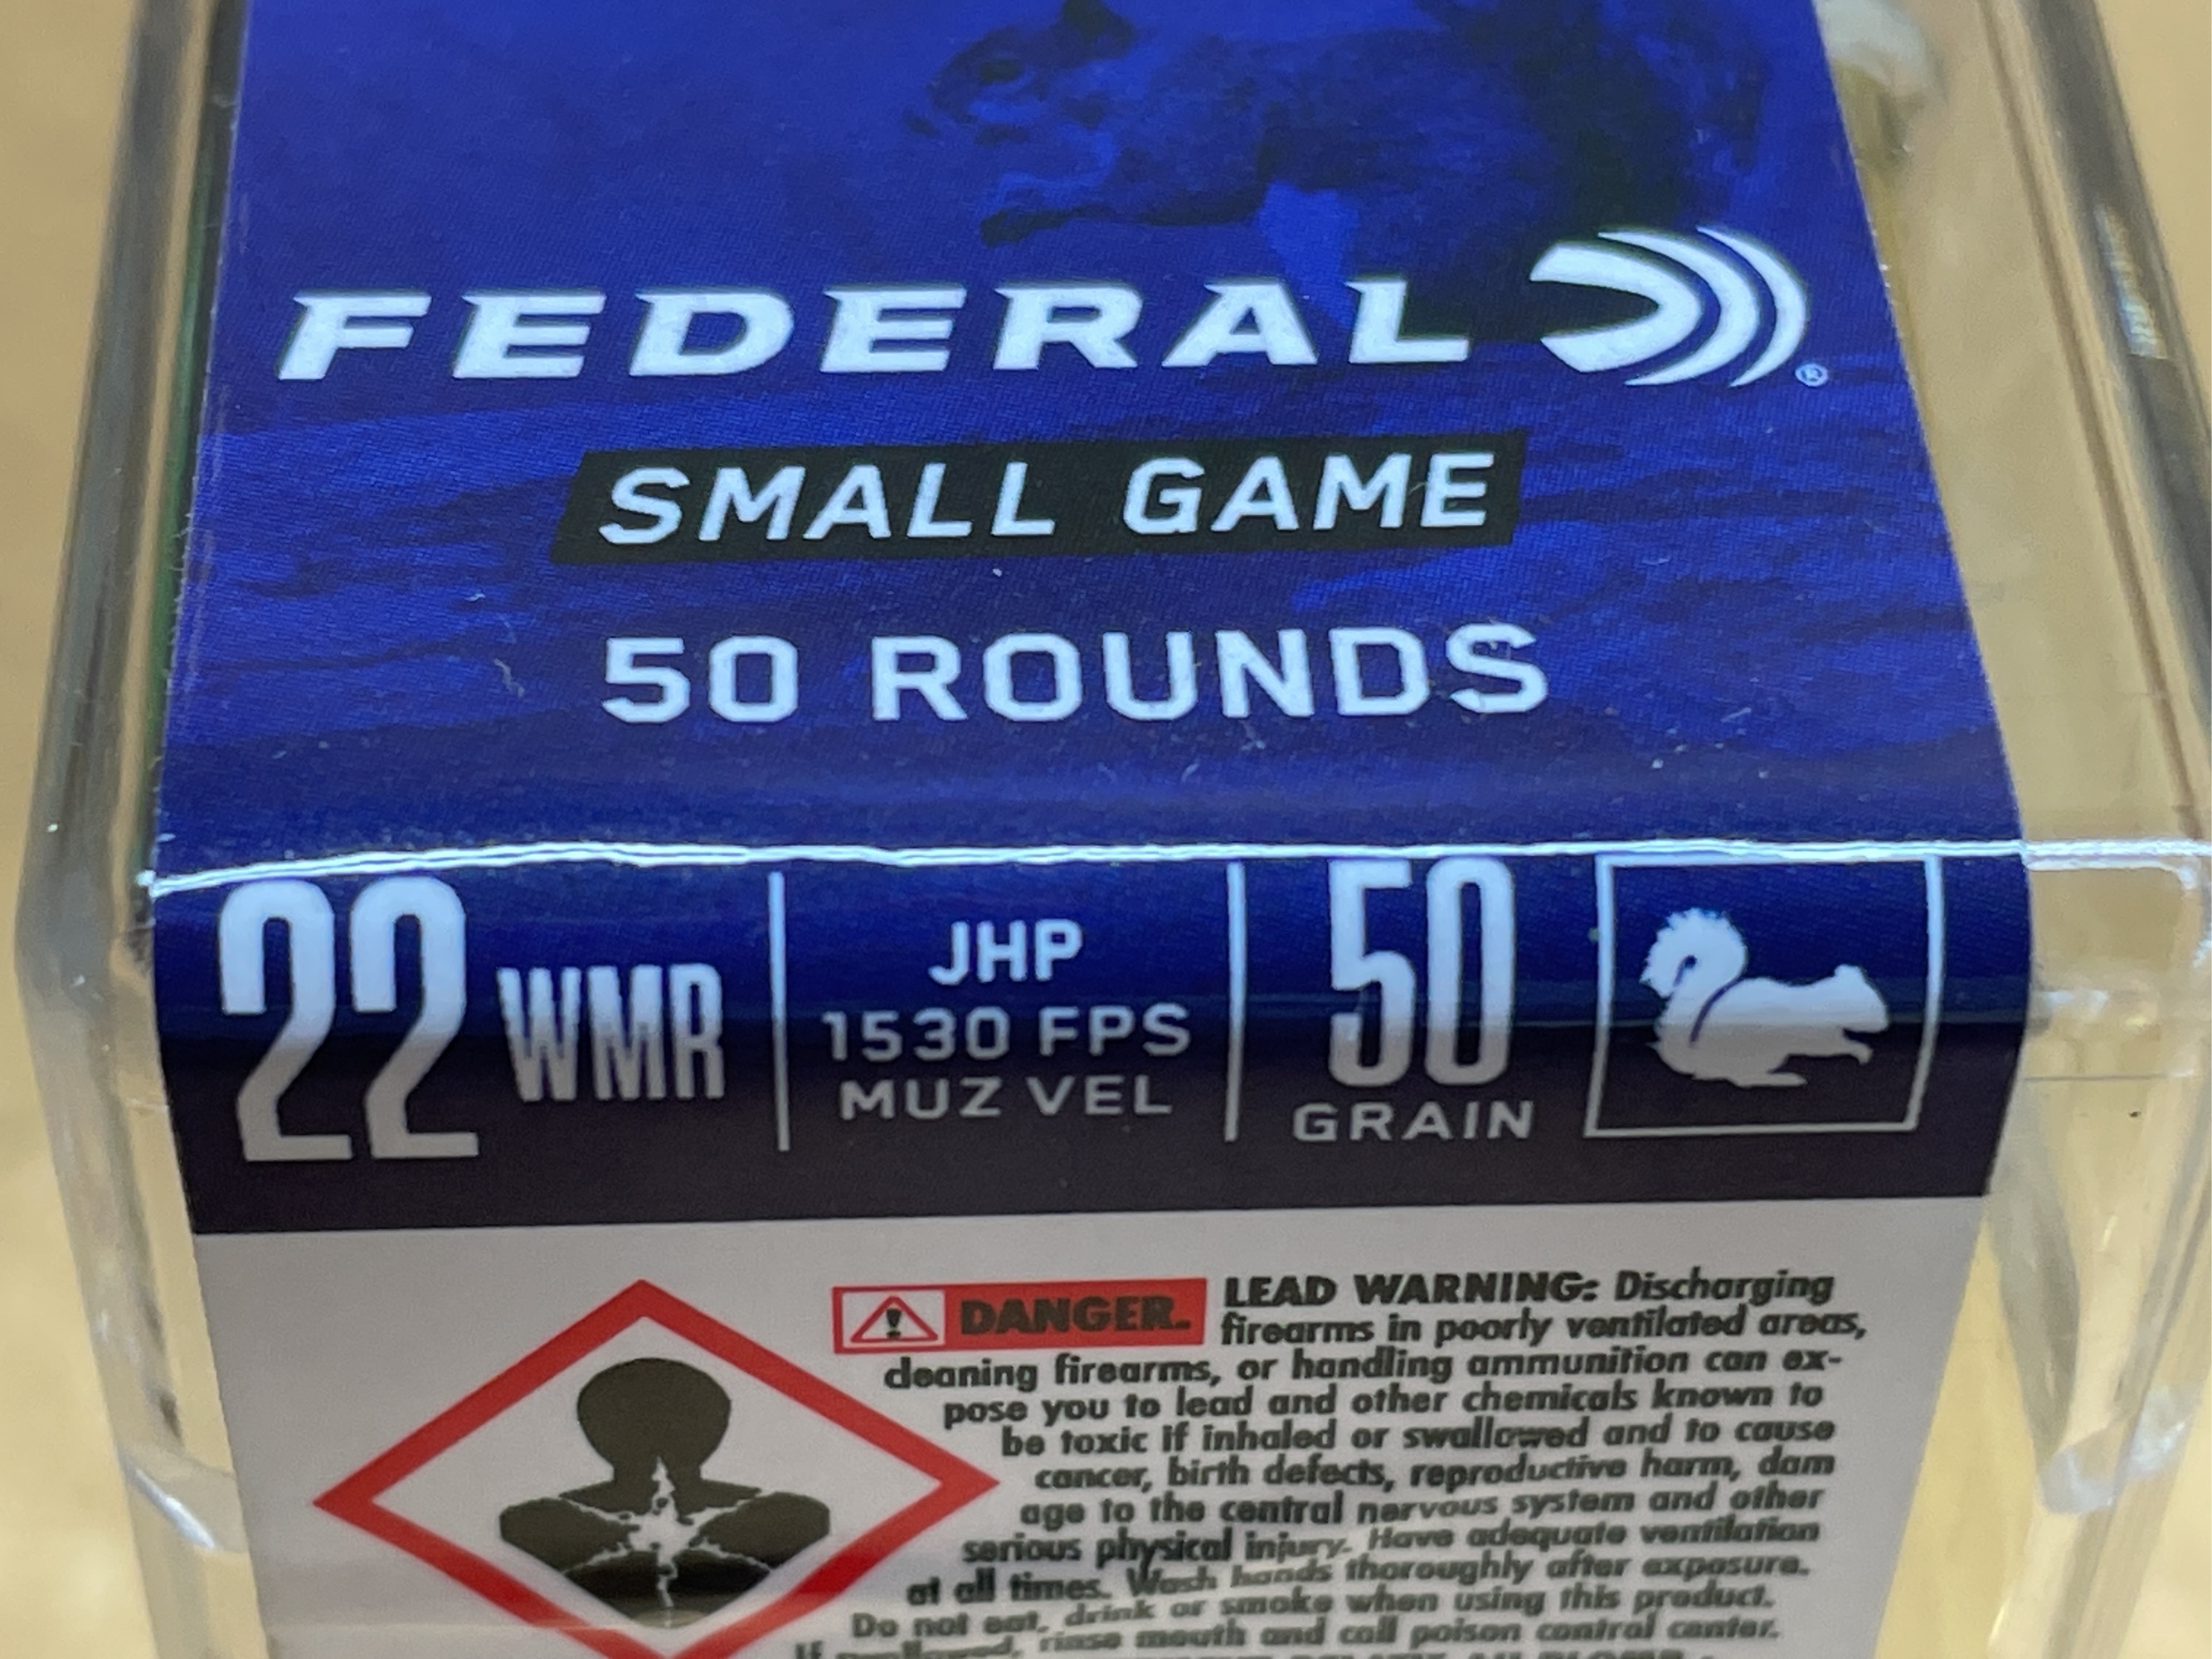 FEDERAL ®
SMALL GAME
50 ROUNDS
22 WMR
JHP
1530 FPS
MUZ VEL
50
GRAIN
DANGER.
LEAD WARNING: Discharging
firearms in poorly ventilated areas,
cleaning firearms, or handling ammunition can ex-
pose you to lead and other chemicals known to
be toxic if inhaled or swallowed and to cause
cancer, birth defects, reproductive harm, dam
age to the central nervous system and other
serious physical injury. Have adequate ventilation
at all times. Wash hands thoroughly after exposure.
Do not eat, drink or smoke when using this product.
If swallowed, rinse mouth and call poison control center.